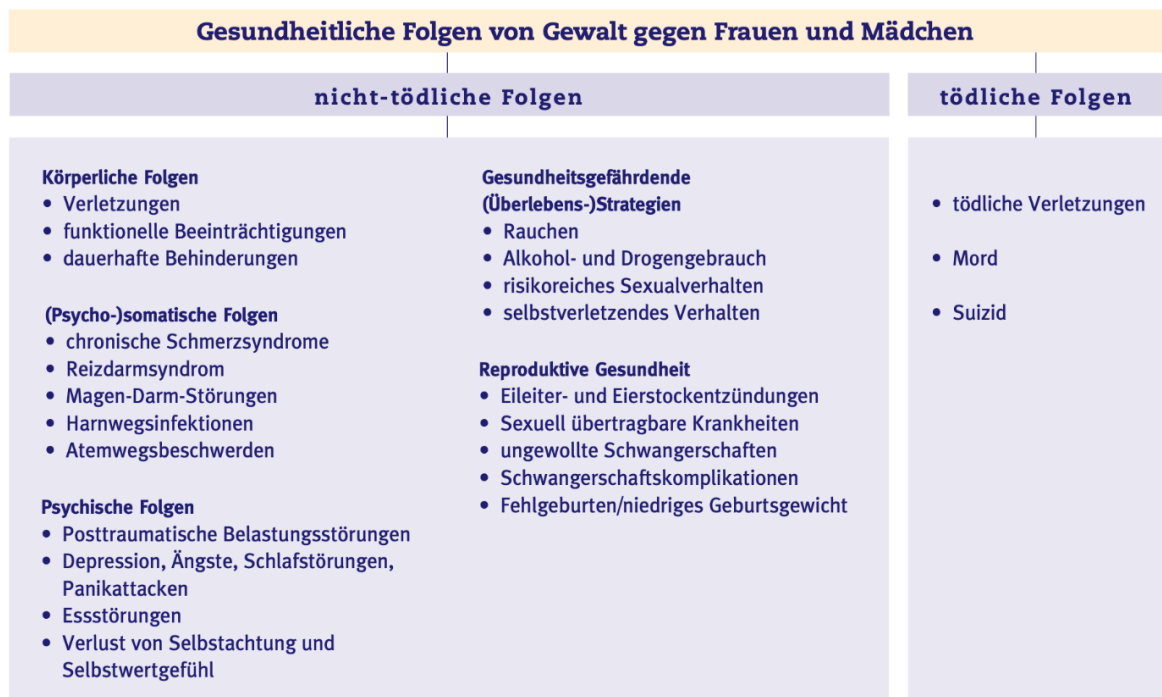 Gesundheitliche Folgen von Gewalt gegen Frauen und Mädchen
nicht-tödliche Folgen
Körperliche Folgen
• Verletzungen
• funktionelle Beeinträchtigungen
• dauerhafte Behinderungen
(Psycho-)somatische Folgen
• chronische Schmerzsyndrome
• Reizdarmsyndrom
• Magen-Darm-Störungen
• Harnwegsinfektionen
• Atemwegsbeschwerden
Psychische Folgen
• Posttraumatische Belastungsstörungen
• Depression, Ängste, Schlafstörungen,
Panikattacken
• Essstörungen
• Verlust von Selbstachtung und
Selbstwertgefühl
Gesundheitsgefährdende
(Überlebens-)Strategien
• Rauchen
• Alkohol- und Drogengebrauch
• risikoreiches Sexualverhalten
• selbstverletzendes Verhalten
Reproduktive Gesundheit
• Eileiter- und Eierstockentzündungen
• Sexuell übertragbare Krankheiten
• ungewollte Schwangerschaften
• Schwangerschaftskomplikationen
• Fehlgeburten/niedriges Geburtsgewicht
tödliche Folgen
• tödliche Verletzungen
• Mord
• Suizid